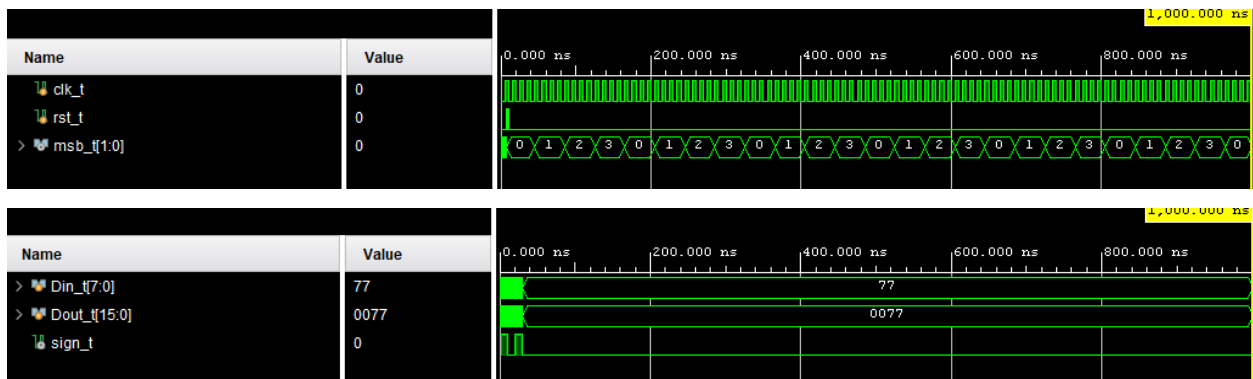 1,000.000 ns
Name Value 0.000 ns 200.000 ns 400.000 ns 600.000 ns 800.000 ns
clk_t 0
rst_t 0
> msb_t[1:0] 0 0 1 2 3 0 1 2 3 0 1 2 3 0 1 2 3 0 1 2 3 0 1 2 3 0
1,000.000 ns
Name Value 0.000 ns 200.000 ns 400.000 ns 600.000 ns 800.000 ns
> Din_t[7:0] 77 77
> Dout_t[15:0] 0077 0077
sign_t 0